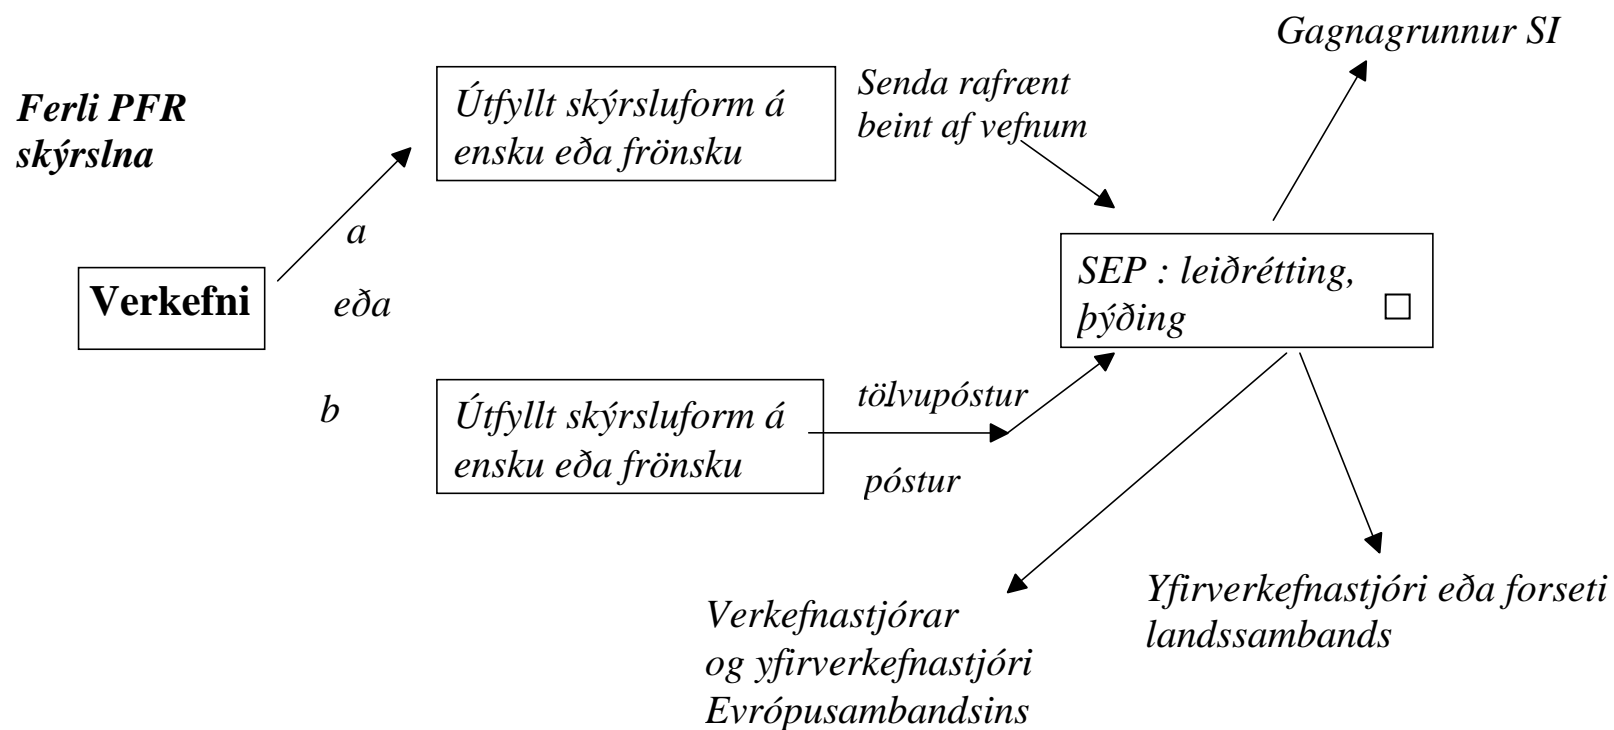 Gagnagrunnur SI
Ferli PFR
skýrslna
Útfyllt skýrsluform á
ensku eða frönsku
Senda rafrænt
beint af vefnum
a
Verkefni
eða
SEP : leiðrétting,
þýðing
b
Útfyllt skýrsluform á
ensku eða frönsku
tölvupóstur
póstur
Verkefnastjórar
og yfirverkefnastjóri
Evrópusambandsins
Yfirverkefnastjóri eða forseti
landssambands